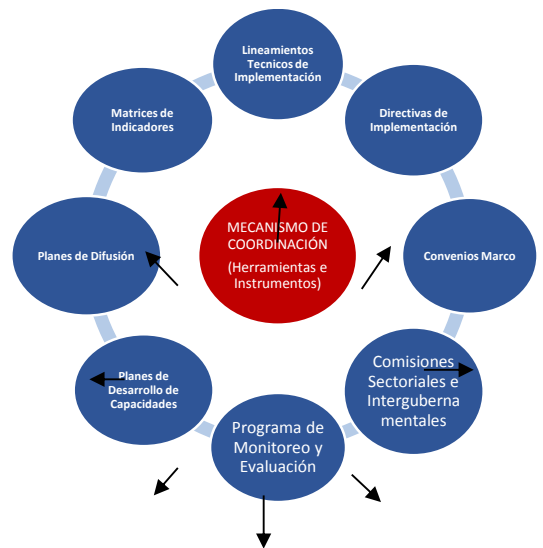 Lineamientos
Tecnicos de
Implementación
Directivas de
Implementación
Convenios Marco
Comisiones
Sectoriales e
Interguberna
mentales
Programa de
Monitoreo y
Evaluación
Planes de
Desarrollo de
Capacidades
Planes de Difusión
Matrices de
Indicadores
MECANISMO DE
COORDINACIÓN
(Herramientas e
Instrumentos)